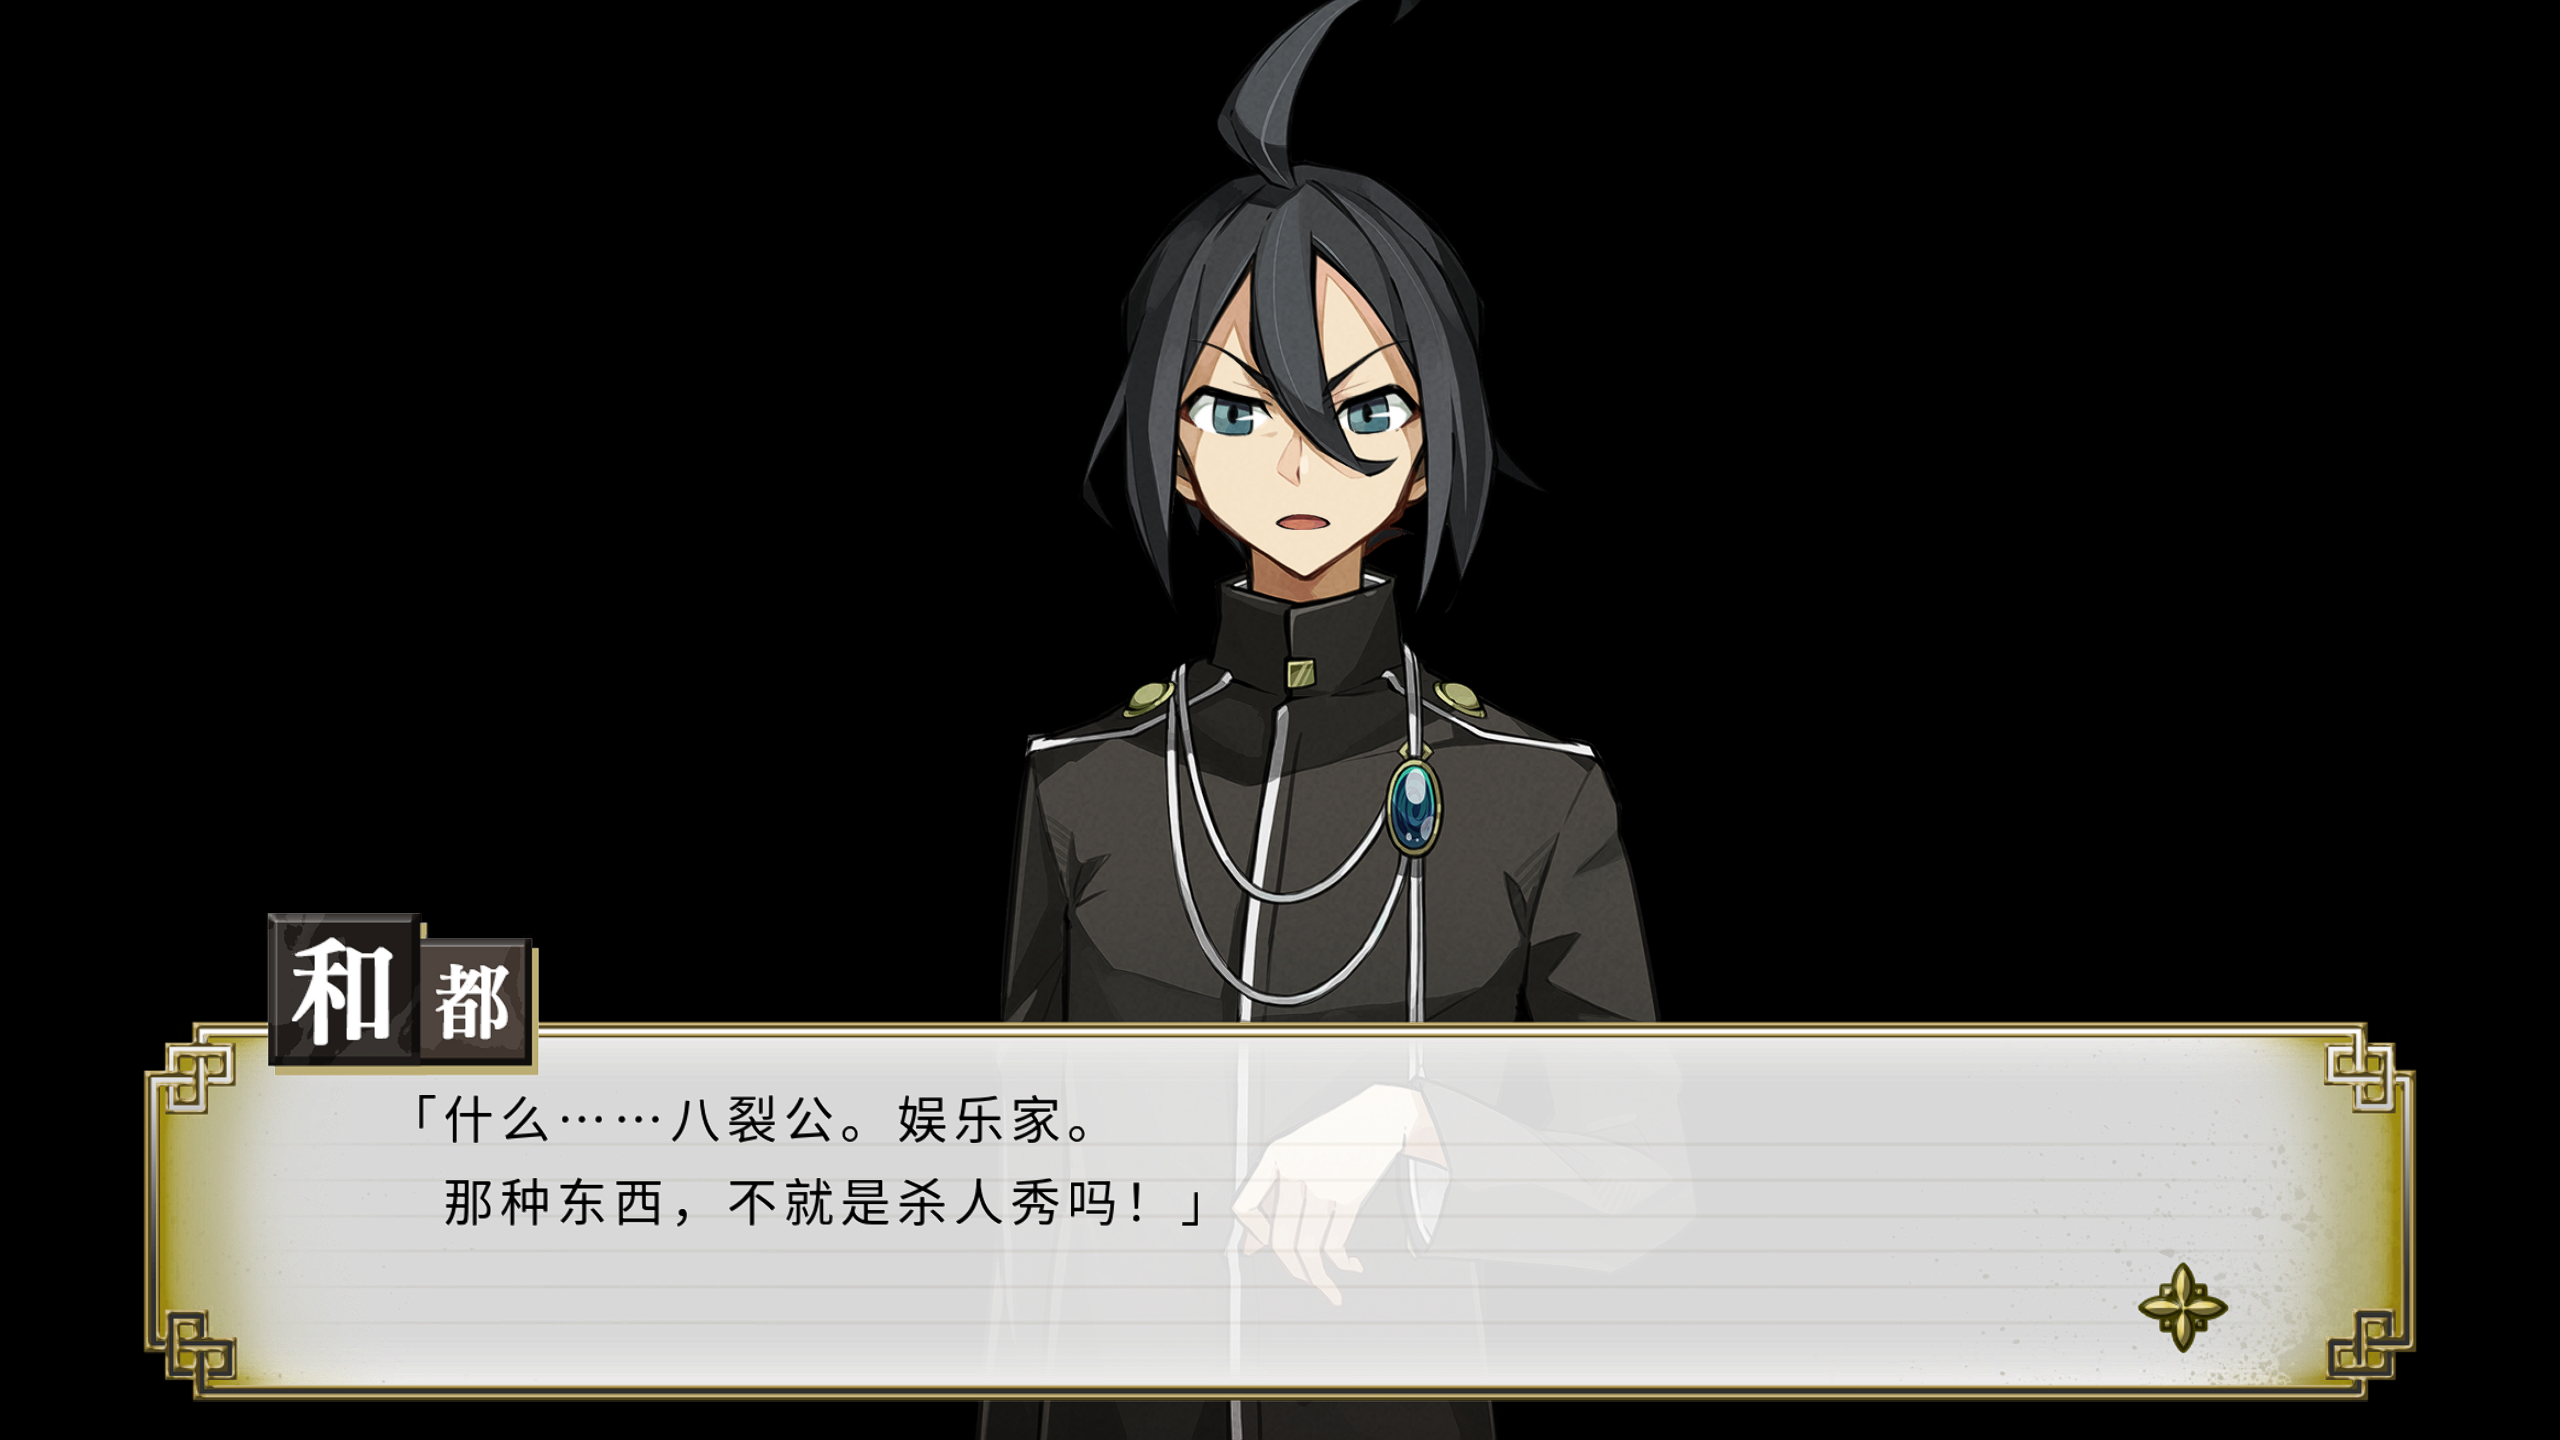 和都
「什么……八裂公。娱乐家。
那种东西，不就是杀人秀吗！」